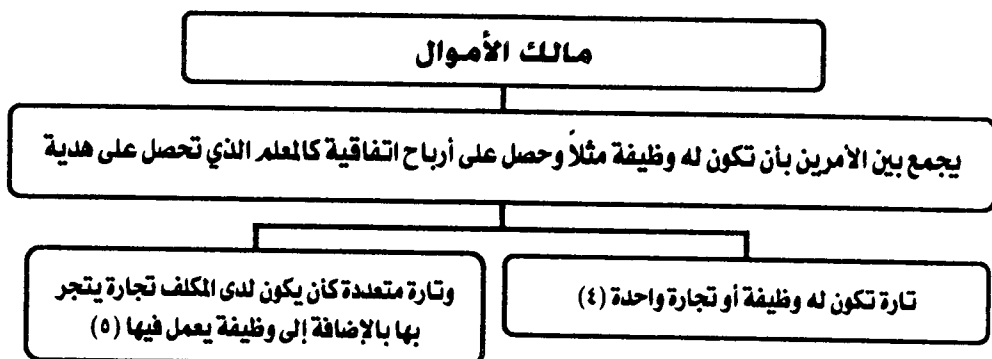 مالك الأموال
يجمع بين الأمرين بأن تكون له وظيفة مثلاً وحصل على أرباح اتفاقية كالمعلم الذي تحصل على هدية
تارة تكون له وظيفة أو تجارة واحدة (٤)
وتارة متعددة كأن يكون لدى المكلف تجارة يتجر
بها بالإضافة إلى وظيفة يعمل فيها (٥)